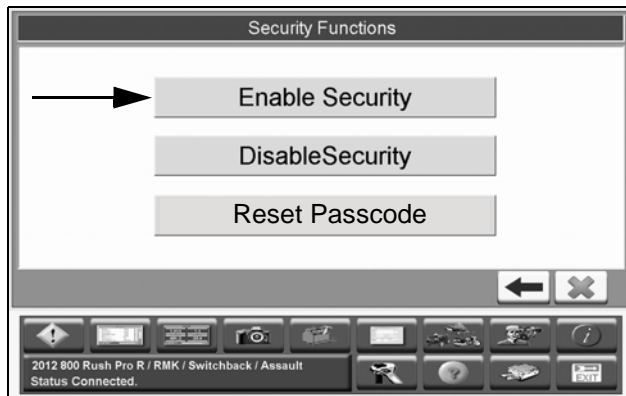 Security Functions
Enable Security
DisableSecurity
Reset Passcode
2012 800 Rush Pro R / RMK / Switchback / Assault
Status Connected.
EXIT